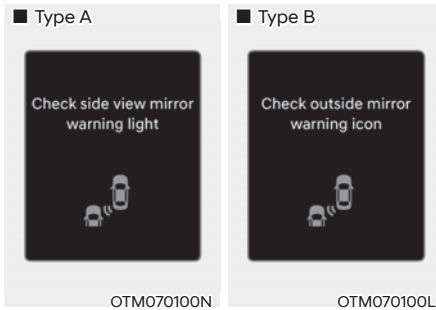 ■ Type A
Check side view mirror
warning light
OTM070100N
■ Type B
Check outside mirror
warning icon
OTM070100L